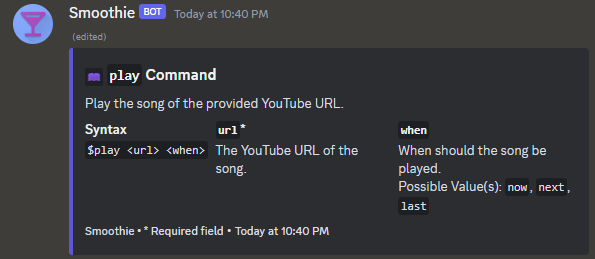 Smoothie BOT Today at 10:40 PM
(edited)
play Command
Play the song of the provided YouTube URL.
Syntax
$play <url> <when>
url*
The YouTube URL of the
song.
when
When should the song be
played.
Possible Value(s): now, next,
last
Smoothie • * Required field • Today at 10:40 PM